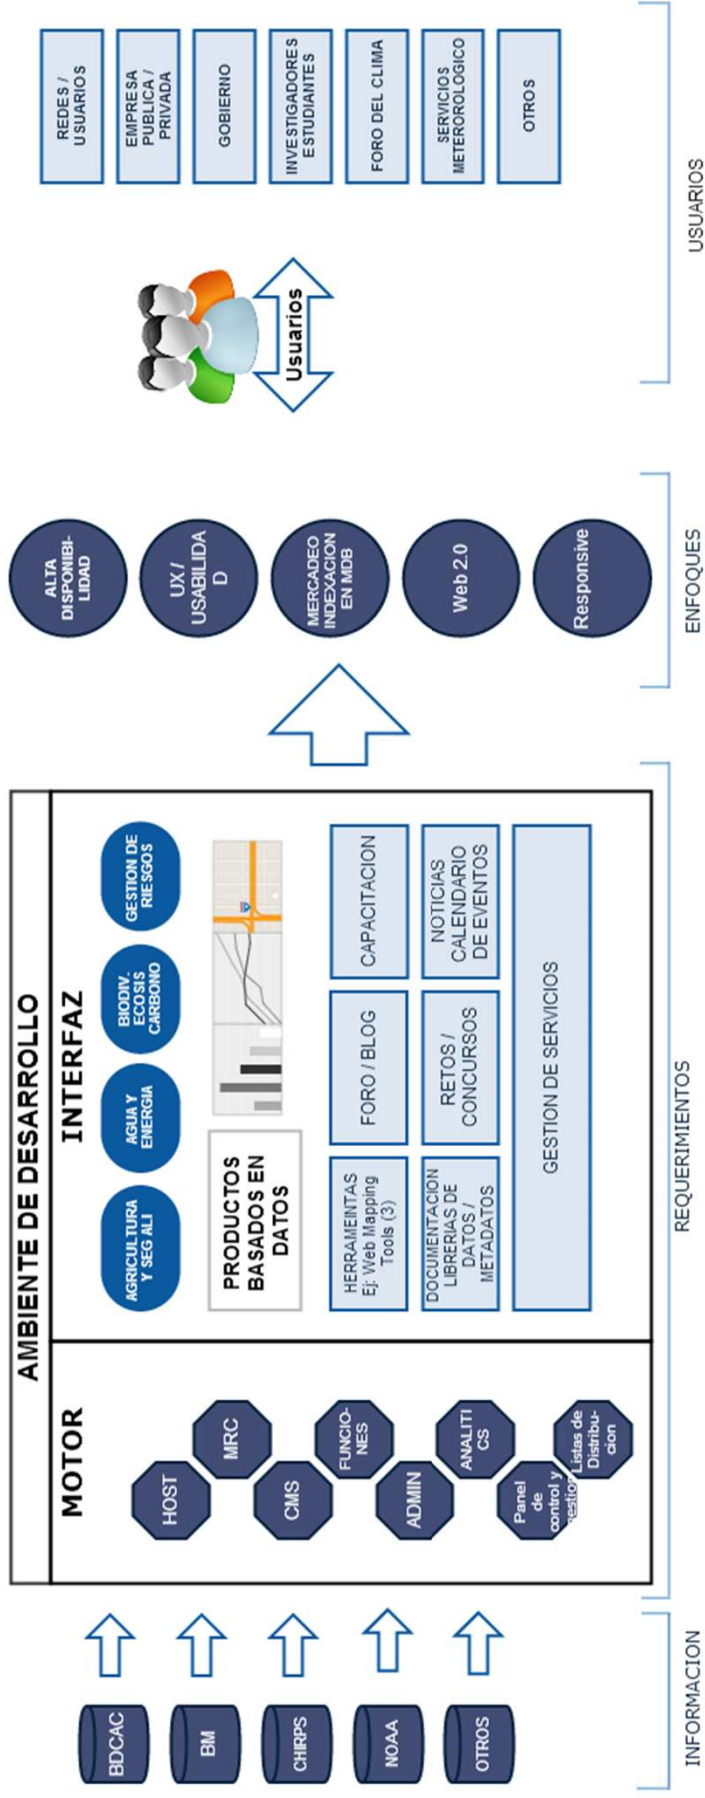 AMBIENTE DE DESARROLLO
MOTOR
INTERFAZ
BDCAC
BM
CHIRPS
NOAA
OTROS
HOST
MRC
CMS
FUNCIO-
NES
ADMIN
ANALITI
CS
Panel
de
control y
gestion
Listas de
Distribu-
cion
AGRICULTURA
Y SEG ALI
AGUA Y
ENERGIA
BIODIV.
ECOSIS
CARBONO
GESTION DE
RIESGOS
PRODUCTOS
BASADOS EN
DATOS
HERRAMEINTAS
Ej: Web Mapping
Tools (3)
FORO / BLOG
CAPACITACION
DOCUMENTACION
LIBRERIAS DE
DATOS /
METADATOS
RETOS /
CONCURSOS
NOTICIAS
CALENDARIO
DE EVENTOS
GESTION DE SERVICIOS
ALTA
DISPONIBI-
LIDAD
UX /
USABILIDA
D
MERCADEO
INDEXACION
EN MDB
Web 2.0
Responsive
Usuarios
REDES /
USUARIOS
EMPRESA
PUBLICA /
PRIVADA
GOBIERNO
INVESTIGADORES
ESTUDIANTES
FORO DEL CLIMA
SERVICIOS
METEROROLOGICO
OTROS
INFORMACION
REQUERIMIENTOS
ENFOQUES
USUARIOS